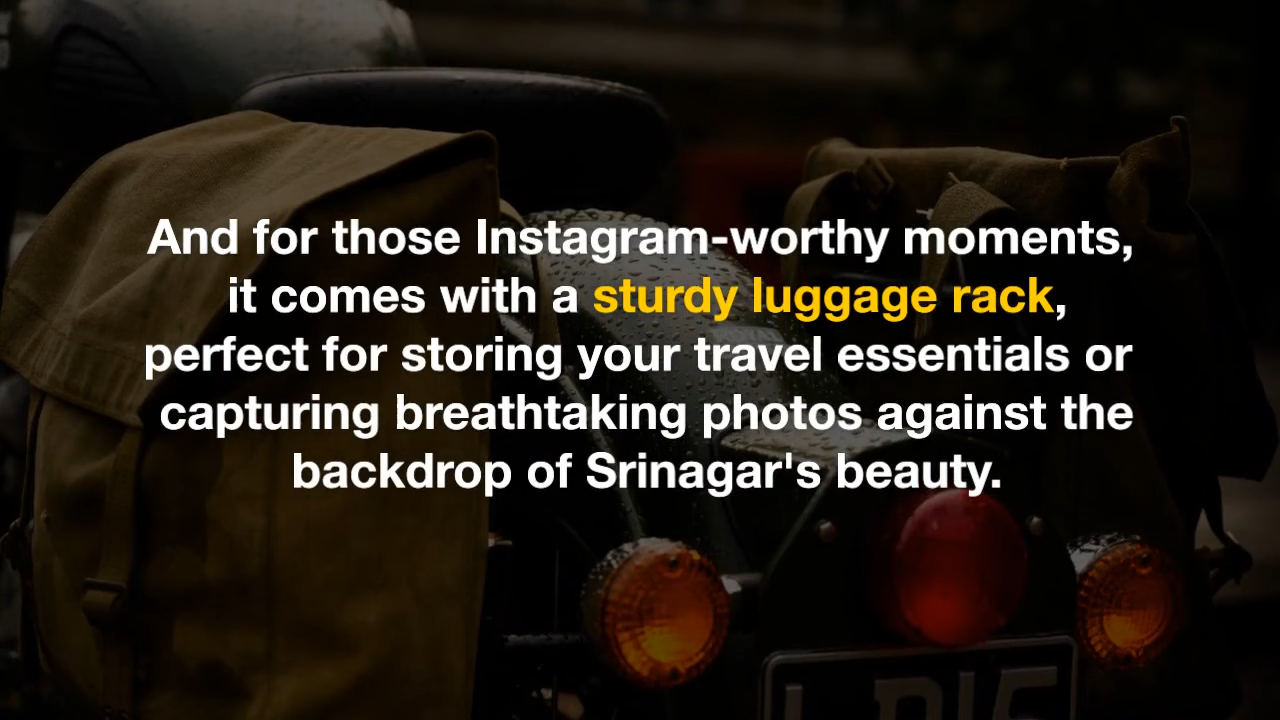 And for those Instagram-worthy moments,
it comes with a sturdy luggage rack,
perfect for storing your travel essentials or
capturing breathtaking photos against the
backdrop of Srinagar's beauty.